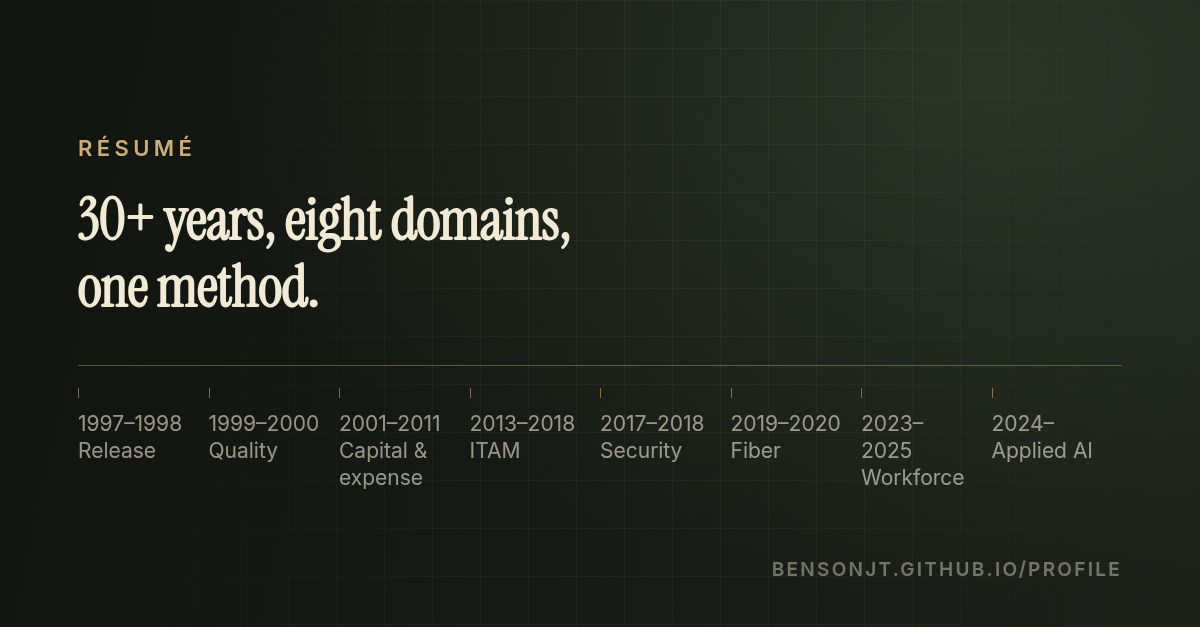 RÉSUMÉ
30+ years, eight domains,
one method.
1997–1998
Release
1999–2000
Quality
2001–2011
Capital &
expense
2013–2018
ITAM
2017–2018
Security
2019–2020
Fiber
2023–
2025
Workforce
2024–
Applied AI
BENSONJT.GITHUB.IO/PROFILE